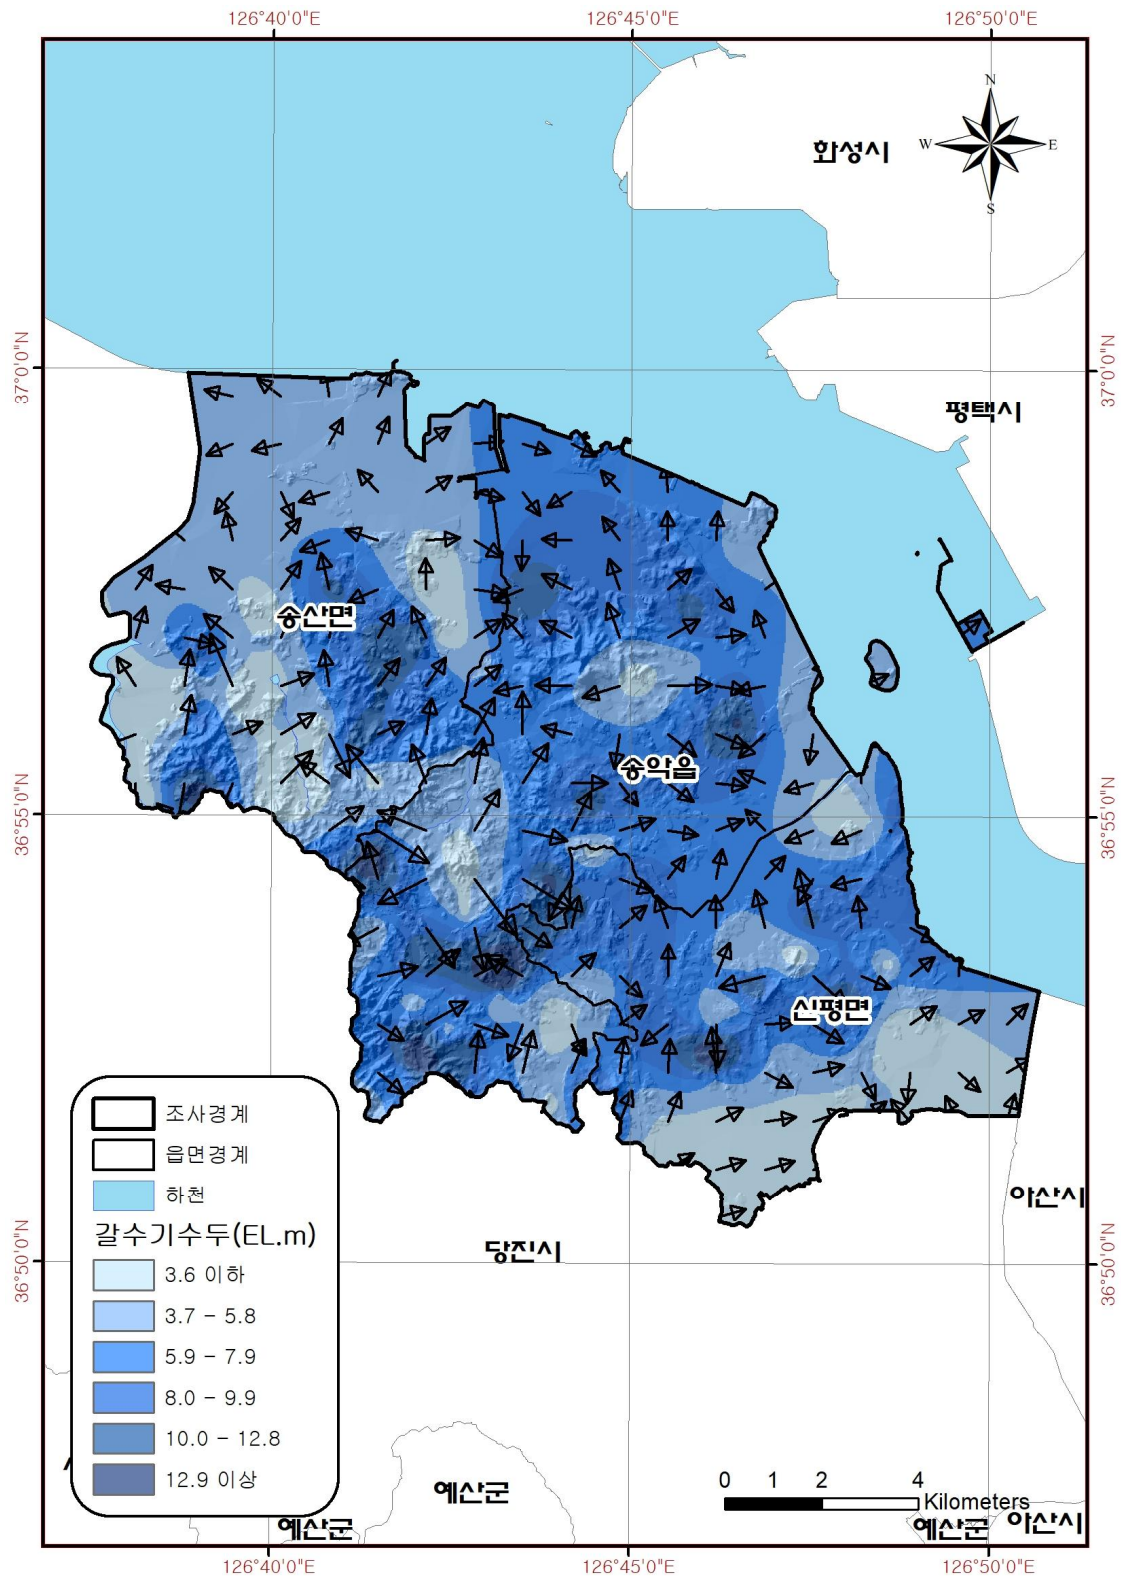 126°40'0"E 126°45'0"E 126°50'0"E
N
W E
S
화성시
37°0'0"N 37°0'0"N
평택시
송산면
송악읍
36°55'0"N 36°55'0"N
신평면
조사경계
읍면경계
하천
갈수기수두(EL.m)
3.6 이하
3.7 - 5.8
5.9 - 7.9
8.0 - 9.9
10.0 - 12.8
12.9 이상
아산시
당진시
36°50'0"N 36°50'0"N
예산군
0 1 2 4
Kilometers
예산군 예산군 아산시
126°40'0"E 126°45'0"E 126°50'0"E